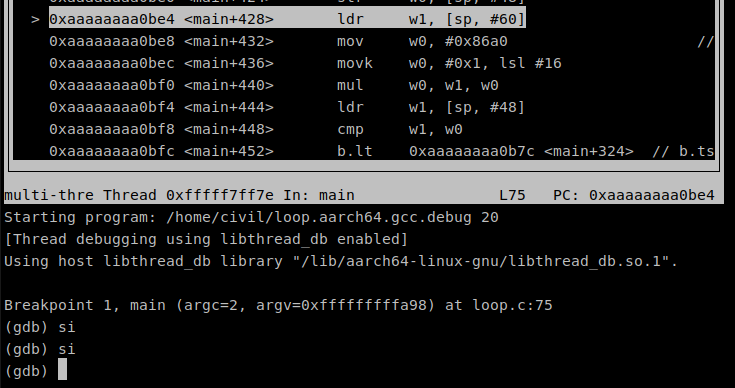 > 0xaaaaaaaa0be4 <main+428> ldr w1, [sp, #60]
0xaaaaaaaa0be8 <main+432> mov w0, #0x86a0 //
0xaaaaaaaa0bec <main+436> movk w0, #0x1, lsl #16
0xaaaaaaaa0bf0 <main+440> mul w0, w1, w0
0xaaaaaaaa0bf4 <main+444> ldr w1, [sp, #48]
0xaaaaaaaa0bf8 <main+448> cmp w1, w0
0xaaaaaaaa0bfc <main+452> b.lt 0xaaaaaaaa0b7c <main+324> // b.ts
multi-thre Thread 0xfffff7ff7e In: main L75 PC: 0xaaaaaaaa0be4
Starting program: /home/civil/loop.aarch64.gcc.debug 20
[Thread debugging using libthread_db enabled]
Using host libthread_db library "/lib/aarch64-linux-gnu/libthread_db.so.1".
Breakpoint 1, main (argc=2, argv=0xfffffffffa98) at loop.c:75
(gdb) si
(gdb) si
(gdb)